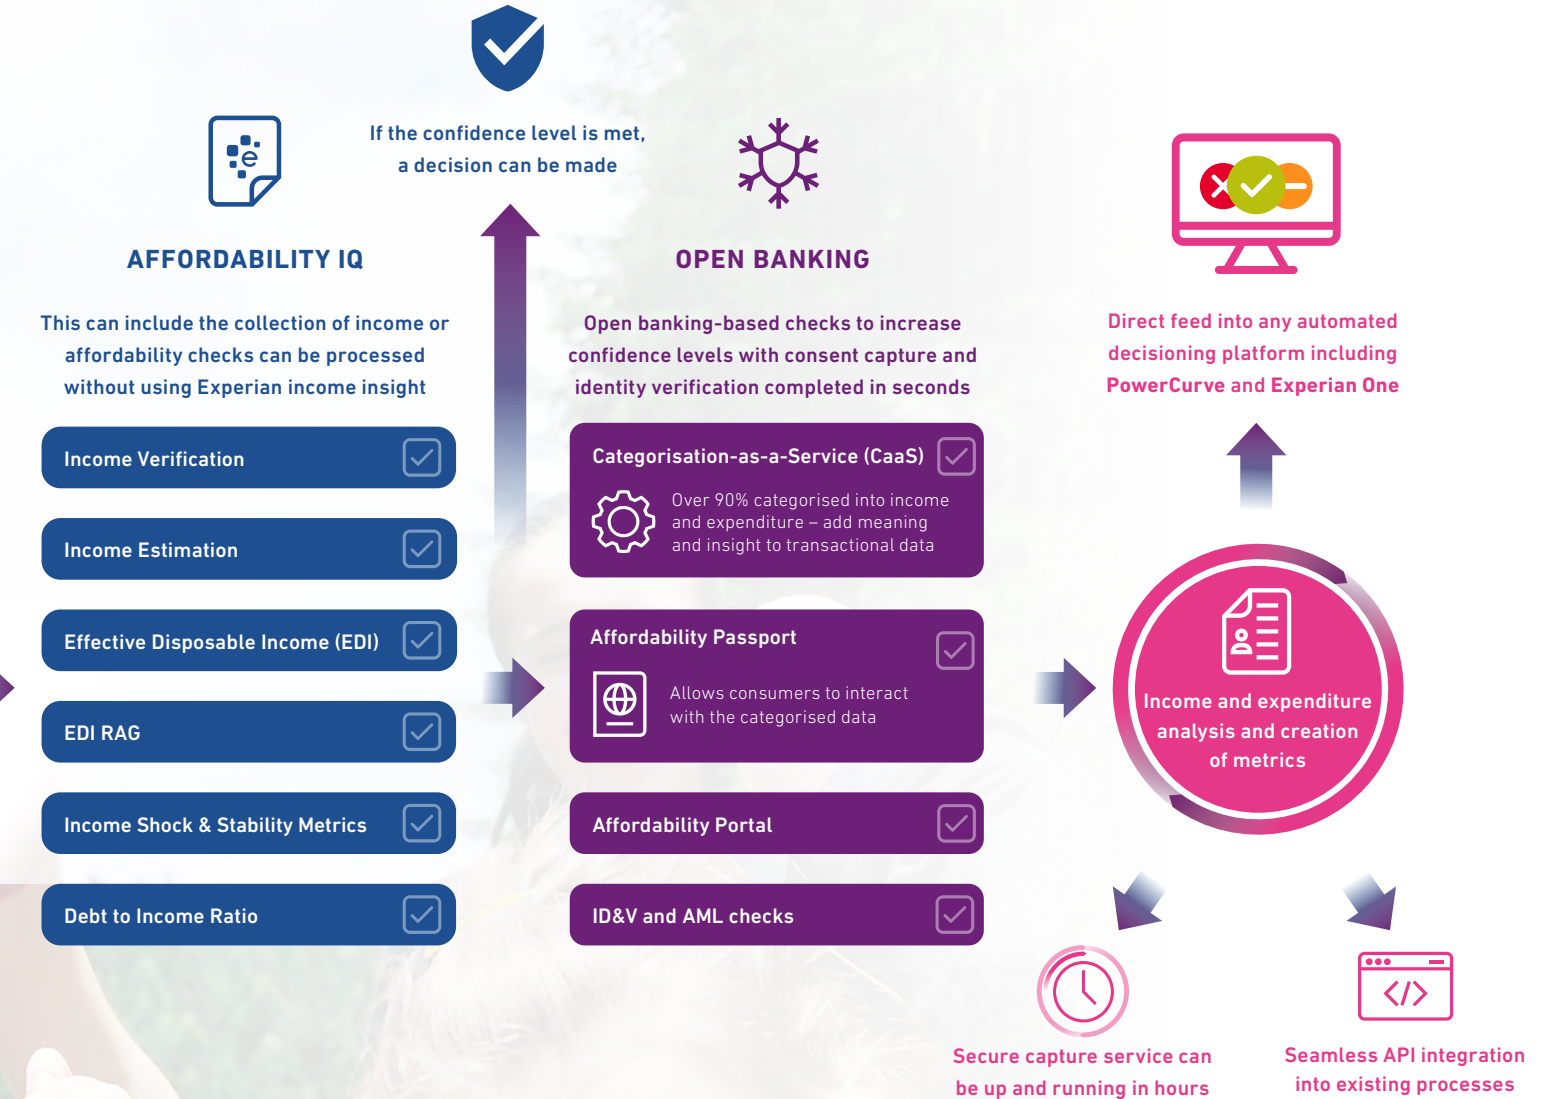 If the confidence level is met,
a decision can be made
e
AFFORDABILITY IQ
This can include the collection of income or
affordability checks can be processed
without using Experian income insight
Income Verification
Income Estimation
Effective Disposable Income (EDI)
EDI RAG
Income Shock & Stability Metrics
Debt to Income Ratio
OPEN BANKING
Open banking-based checks to increase
confidence levels with consent capture and
identity verification completed in seconds
Categorisation-as-a-Service (CaaS)
Over 90% categorised into income
and expenditure – add meaning
and insight to transactional data
Affordability Passport
Allows consumers to interact
with the categorised data
Affordability Portal
ID&V and AML checks
Direct feed into any automated
decisioning platform including
PowerCurve and Experian One
Income and expenditure
analysis and creation
of metrics
Secure capture service can
be up and running in hours
</>
Seamless API integration
into existing processes